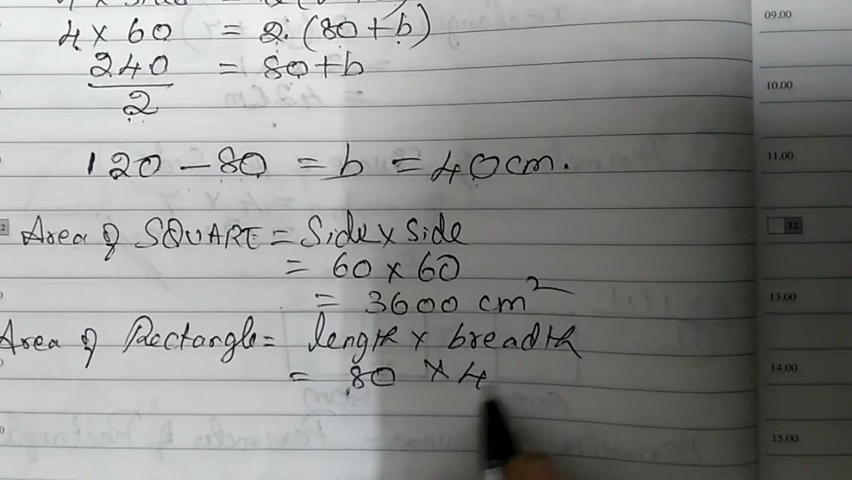 4 x 60 = 2. (80 + b)
240 = 80 + b
2
120 - 80 = b = 40 cm.
Area of SQUARE = Side x Side
= 60 x 60
= 3600 cm²
Area of Rectangle = length x breadth
= 80 x 4
09.00
10.00
11.00
12
13.00
14.00
15.00